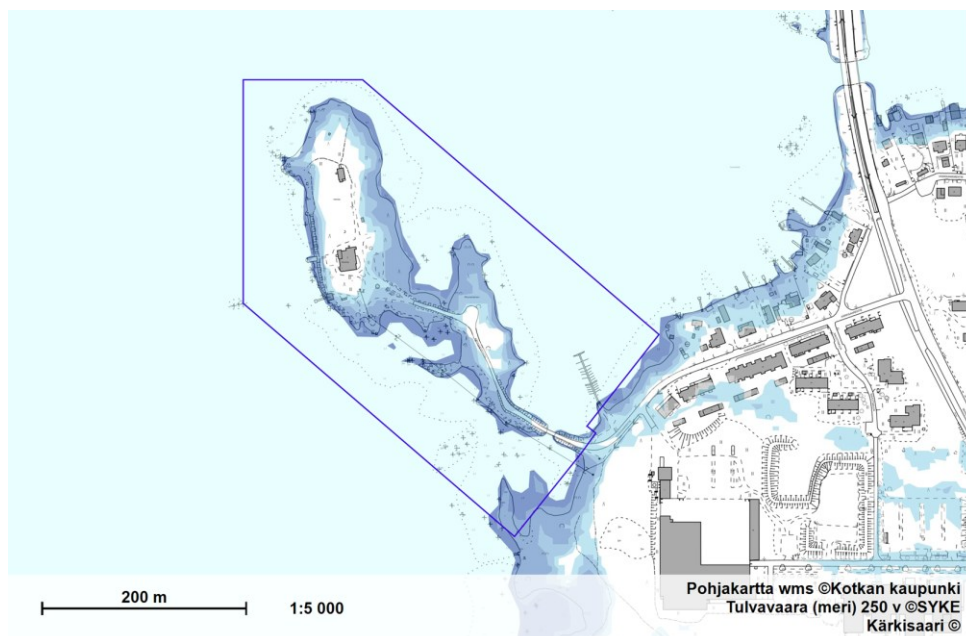 200 m
1:5 000
Pohjakartta wms ©Kotkan kaupunki
Tulvavaara (meri) 250 v ©SYKE
Kärkisaari ©